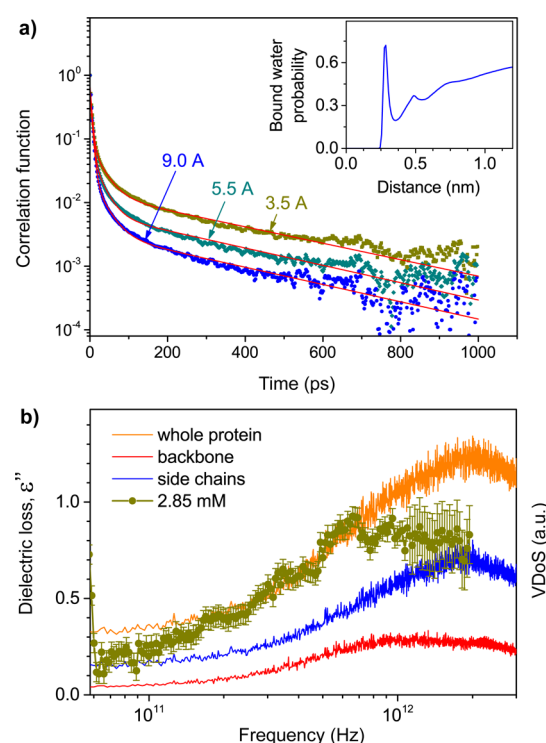 a)
10^0
10^-1
10^-2
10^-3
10^-4
Correlation function
9.0 A
5.5 A
3.5 A
0 200 400 600 800 1000
Time (ps)
Bound water
probability
0.6
0.3
0.0
0.0 0.5 1.0
Distance (nm)
b)
whole protein
backbone
side chains
2.85 mM
Dielectric loss, ε"
1.0
0.5
0.0
VDoS (a.u.)
10^11 10^12
Frequency (Hz)